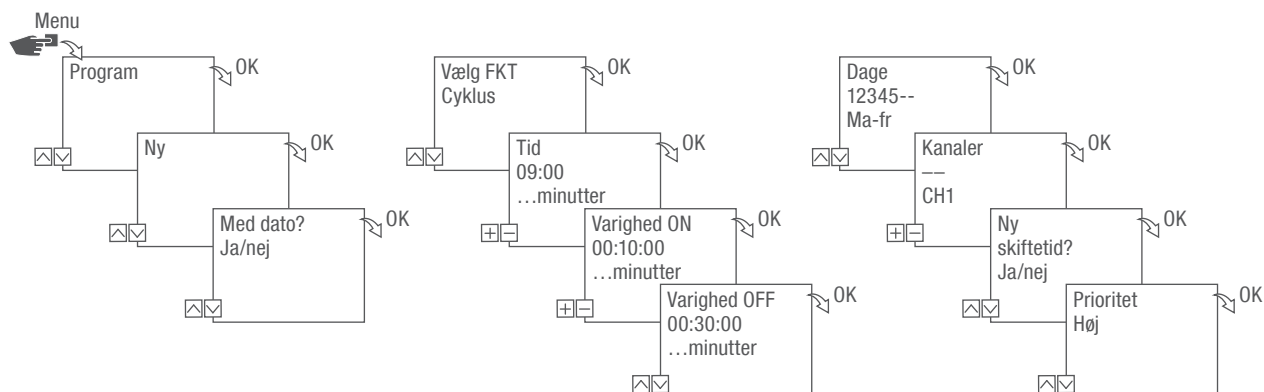 Menu
Program
OK
Ny
OK
Med dato?
Ja/nej
OK
Vælg FKT
Cyklus
OK
Tid
09:00
…minutter
OK
Varighed ON
00:10:00
…minutter
OK
Varighed OFF
00:30:00
…minutter
OK
Dage
12345--
Ma-fr
OK
Kanaler
––
CH1
OK
Ny
skiftetid?
Ja/nej
OK
Prioritet
Høj
OK